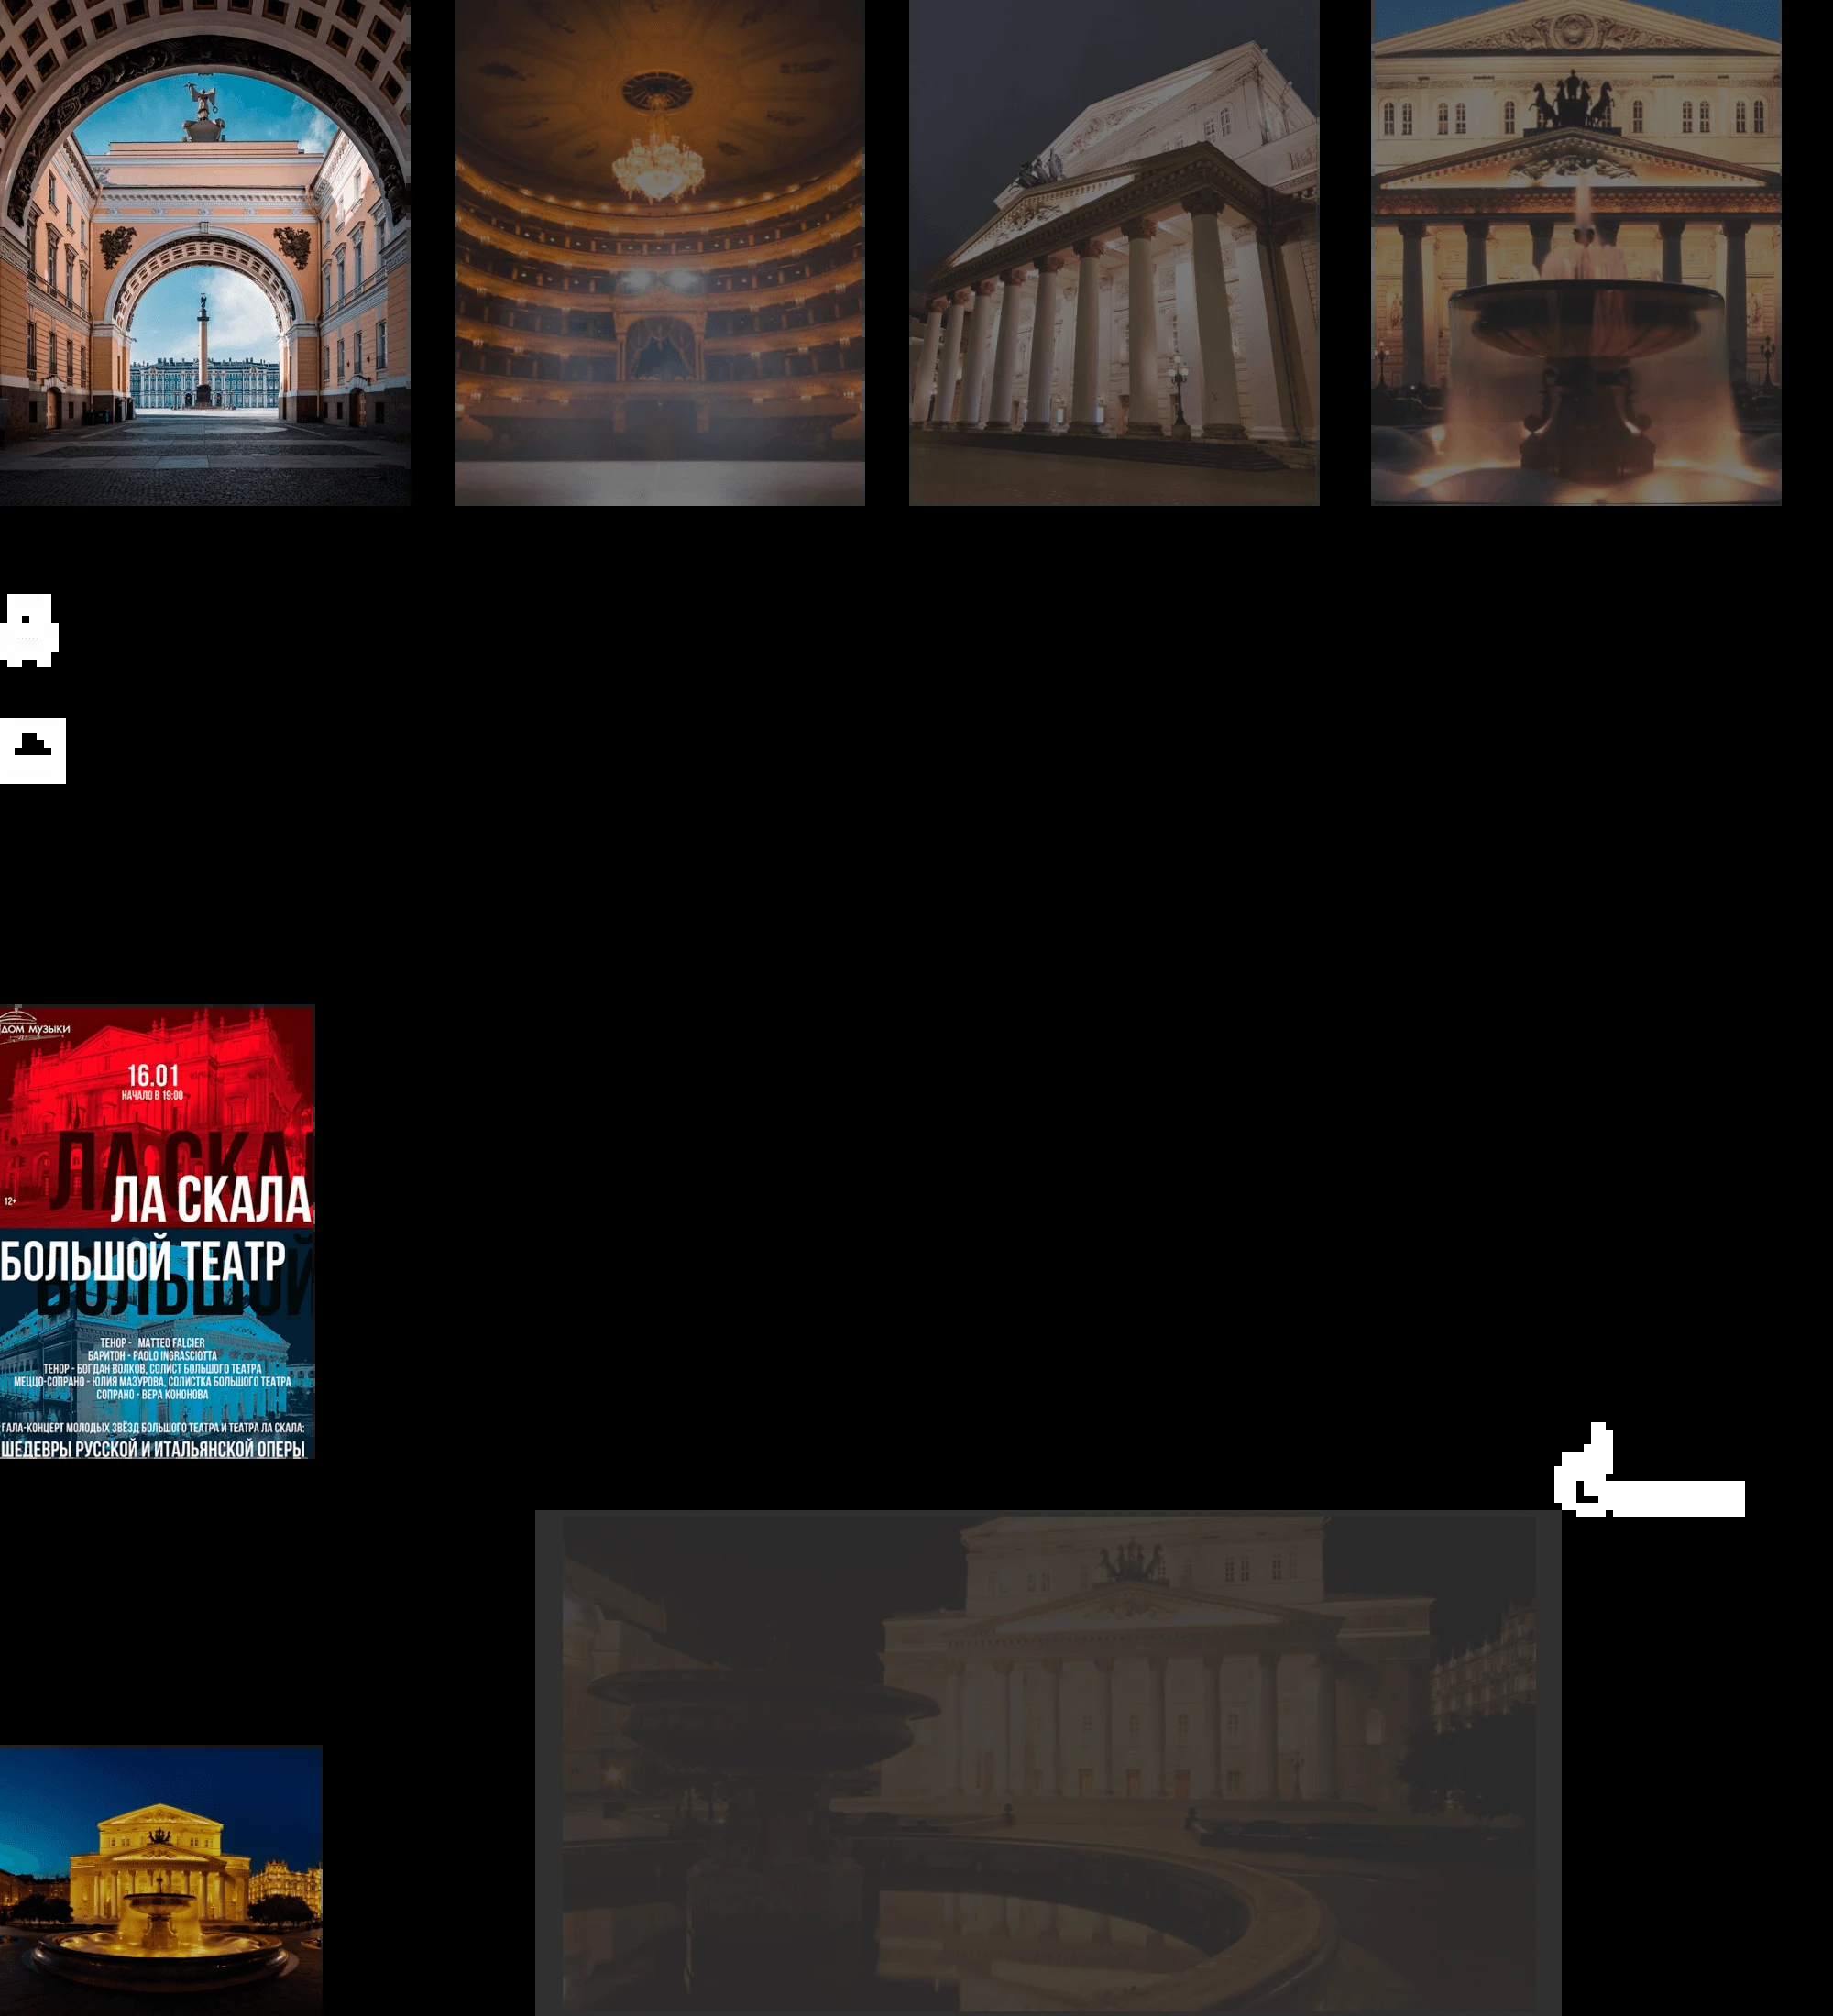 ДОМ МУЗЫКИ
16.01
НАЧАЛО В 19:00
ЛА СКА
ЛА СКАЛА
12+
БОЛЬШОЙ ТЕАТР
БОЛЬШОЙ
ТЕНОР - MATTEO FALCIER
БАРИТОН - PAOLO INGRASCIOTTA
ТЕНОР - БОГДАН ВОЛКОВ, СОЛИСТ БОЛЬШОГО ТЕАТРА
МЕЦЦО-СОПРАНО - ЮЛИЯ МАЗУРОВА, СОЛИСТКА БОЛЬШОГО ТЕАТРА
СОПРАНО - ВЕРА КОНОНОВА
ГАЛА-КОНЦЕРТ МОЛОДЫХ ЗВЁЗД БОЛЬШОГО ТЕАТРА И ТЕАТРА ЛА СКАЛА:
ШЕДЕВРЫ РУССКОЙ И ИТАЛЬЯНСКОЙ ОПЕРЫ